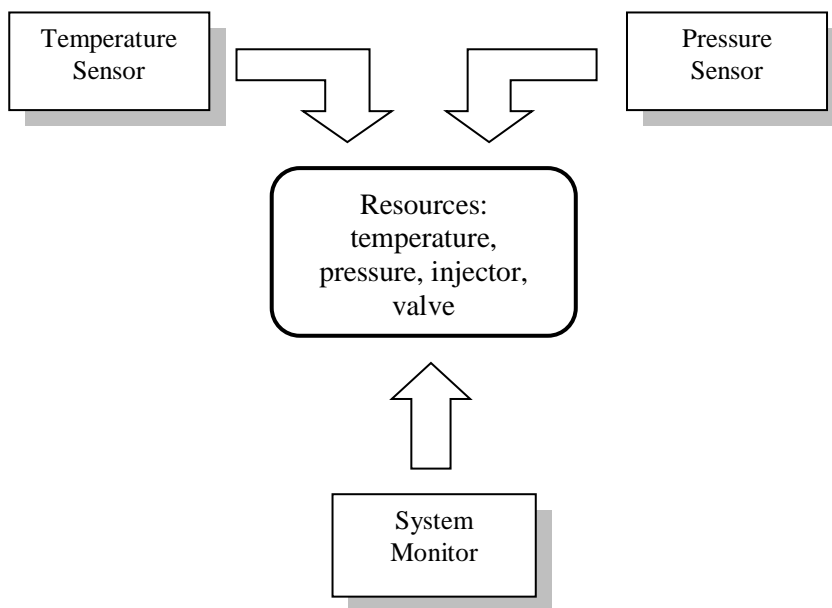 Temperature
Sensor
Pressure
Sensor
Resources:
temperature,
pressure, injector,
valve
System
Monitor